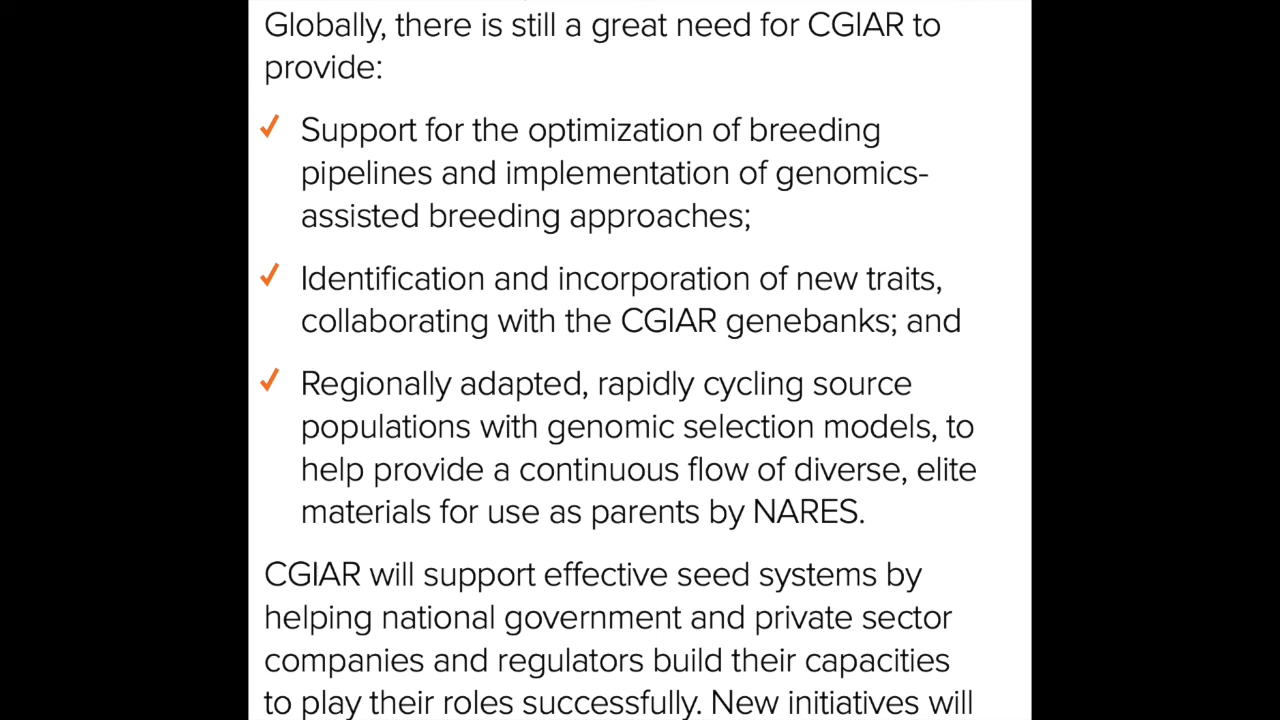 Globally, there is still a great need for CGIAR to
provide:
✓ Support for the optimization of breeding
pipelines and implementation of genomics-
assisted breeding approaches;
✓ Identification and incorporation of new traits,
collaborating with the CGIAR genebanks; and
✓ Regionally adapted, rapidly cycling source
populations with genomic selection models, to
help provide a continuous flow of diverse, elite
materials for use as parents by NARES.
CGIAR will support effective seed systems by
helping national government and private sector
companies and regulators build their capacities
to play their roles successfully. New initiatives will